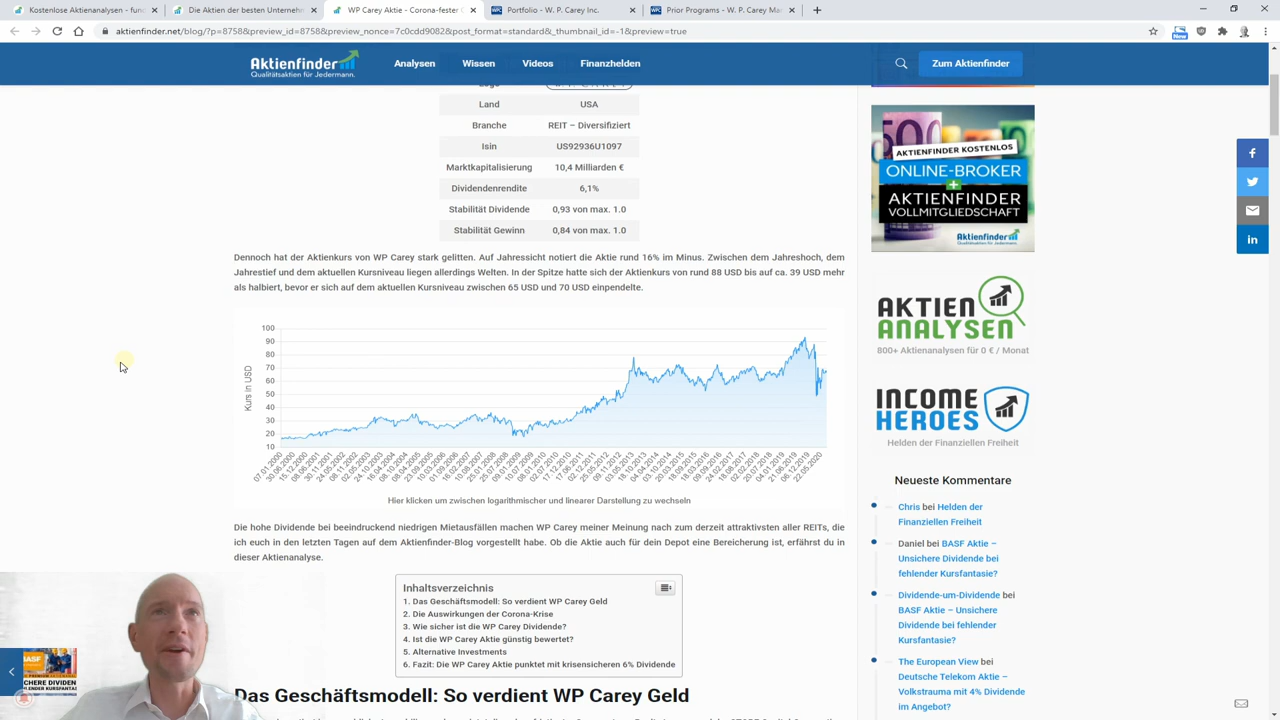 Kostenlose Aktienanalysen - fun
Die Aktien der besten Unternehm
WP Carey Aktie - Corona-fester
Portfolio - W. P. Carey Inc.
Prior Programs - W. P. Carey
aktienfinder.net/blog/?p=8758&preview_id=8758&preview_nonce=7c0cdd9082&post_format=standard&_thumbnail_id=-1&preview=true
New
Aktienfinder
Qualitätsaktien für Jedermann.
Analysen
Wissen
Videos
Finanzhelden
Zum Aktienfinder
Land USA
Branche REIT – Diversifiziert
Isin US92936U1097
Marktkapitalisierung 10,4 Milliarden €
Dividendenrendite 6,1%
Stabilität Dividende 0,93 von max. 1.0
Stabilität Gewinn 0,84 von max. 1.0
Dennoch hat der Aktienkurs von WP Carey stark gelitten. Auf Jahressicht notiert die Aktie rund 16% im Minus. Zwischen dem Jahreshoch, dem
Jahrestief und dem aktuellen Kursniveau liegen allerdings Welten. In der Spitze hatte sich der Aktienkurs von rund 88 USD bis auf ca. 39 USD mehr
als halbiert, bevor er sich auf dem aktuellen Kursniveau zwischen 65 USD und 70 USD einpendelte.
Kurs in USD
100
90
80
70
60
50
40
30
20
10
Hier klicken um zwischen logarithmischer und linearer Darstellung zu wechseln
Die hohe Dividende bei beeindruckend niedrigen Mietausfällen machen WP Carey meiner Meinung nach zum derzeit attraktivsten aller REITs, die
ich euch in den letzten Tagen auf dem Aktienfinder-Blog vorgestellt habe. Ob die Aktie auch für dein Depot eine Bereicherung ist, erfährst du in
dieser Aktienanalyse.
Inhaltsverzeichnis
1. Das Geschäftsmodell: So verdient WP Carey Geld
2. Die Auswirkungen der Corona-Krise
3. Wie sicher ist die WP Carey Dividende?
4. Ist die WP Carey Aktie günstig bewertet?
5. Alternative Investments
6. Fazit: Die WP Carey Aktie punktet mit krisensicheren 6% Dividende
Das Geschäftsmodell: So verdient WP Carey Geld
AKTIENFINDER KOSTENLOS
ONLINE-BROKER
+
AKTIENFINDER
VOLLMITGLIEDSCHAFT
Aktienfinder
Qualitätsaktien für Jedermann.
AKTIEN
ANALYSEN
800+ Aktienanalysen für 0 € / Monat
INCOME
HEROES
Helden der Finanziellen Freiheit
Neueste Kommentare
Chris bei Helden der
Finanziellen Freiheit
Daniel bei BASF Aktie –
Unsichere Dividende bei
fehlender Kursfantasie?
Dividende-um-Dividende bei
BASF Aktie – Unsichere
Dividende bei fehlender
Kursfantasie?
The European View bei
Deutsche Telekom Aktie –
Volkstrauma mit 4% Dividende
im Angebot?
BASF